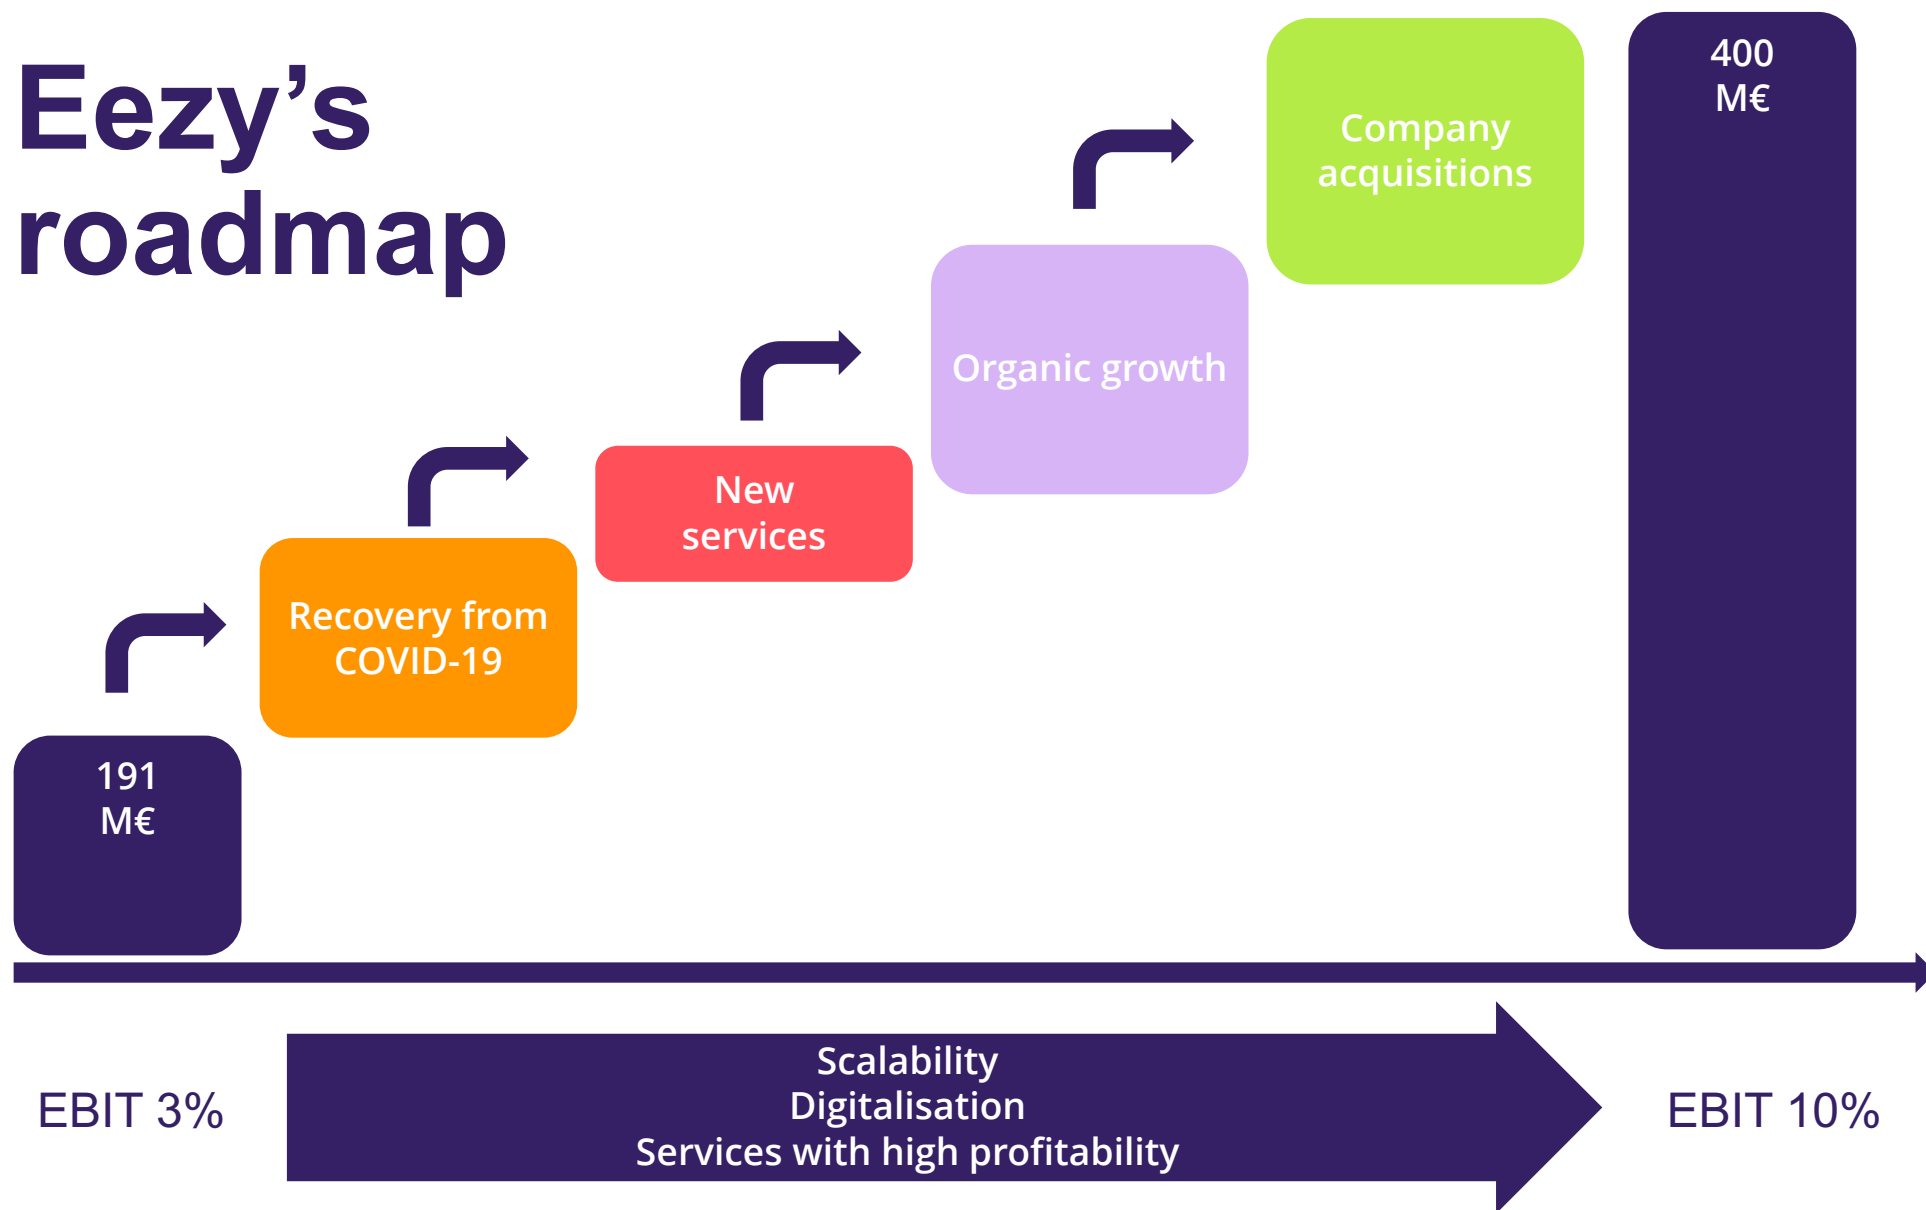 Eezy’s
roadmap
400
M€
Company
acquisitions
Organic growth
New
services
Recovery from
COVID-19
191
M€
EBIT 3%
Scalability
Digitalisation
Services with high profitability
EBIT 10%